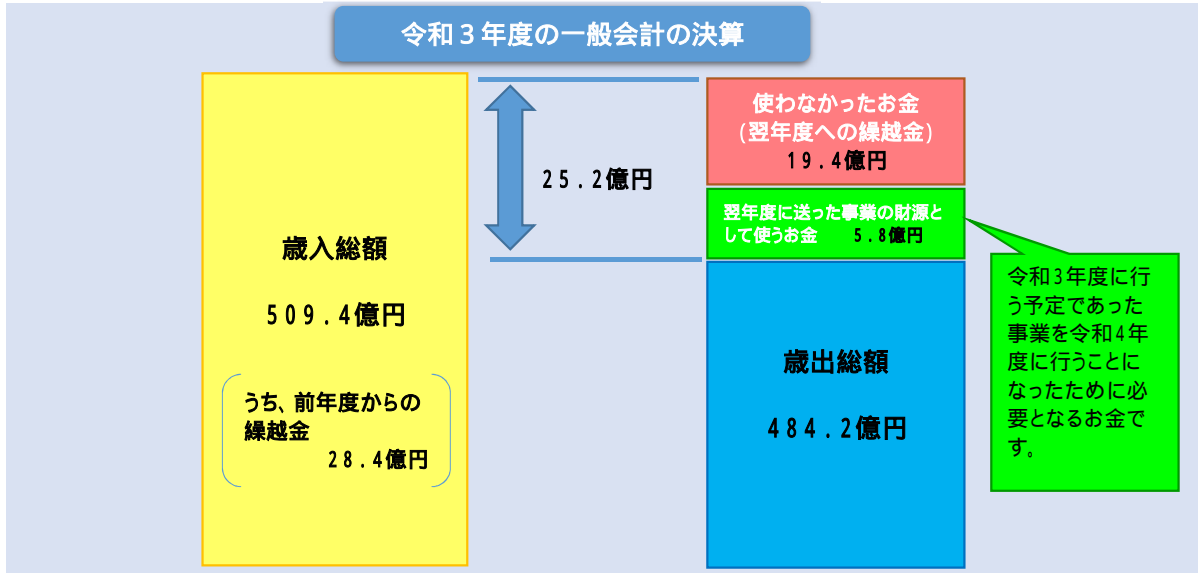 令和３年度の一般会計の決算
歳入総額
509.4億円
うち、前年度からの
繰越金
28.4億円
25.2億円
使わなかったお金
(翌年度への繰越金)
19.4億円
翌年度に送った事業の財源と
して使うお金　5.8億円
歳出総額
484.2億円
令和3年度に行
う予定であった
事業を令和4年
度に行うことに
なったために必
要となるお金で
す。